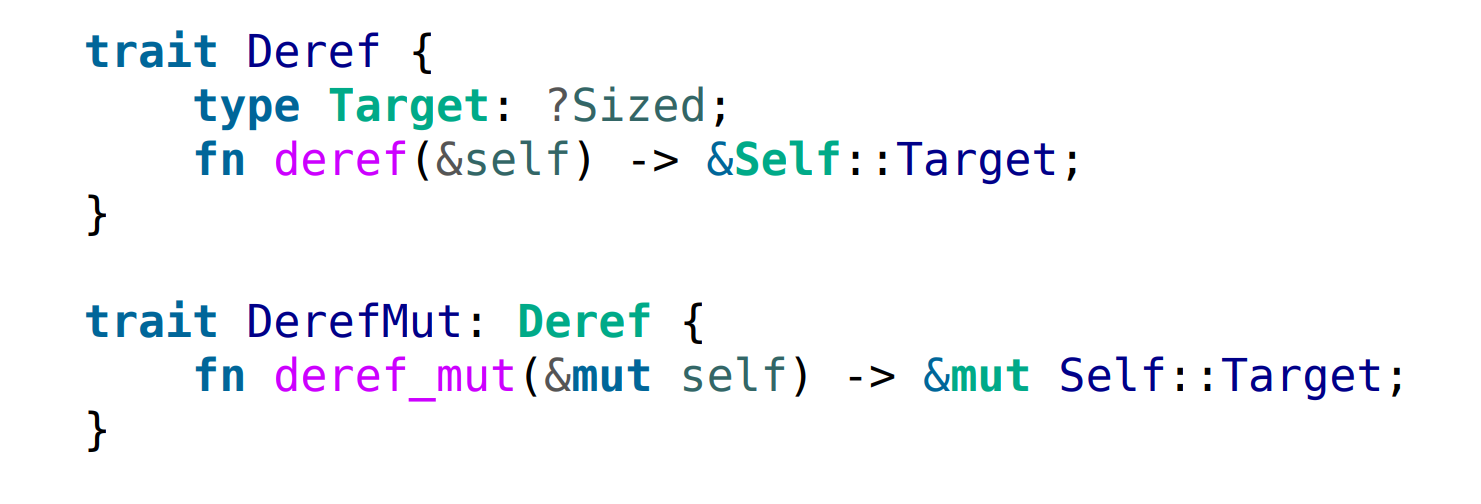 trait Deref {
    type Target: ?Sized;
    fn deref(&self) -> &Self::Target;
}

trait DerefMut: Deref {
    fn deref_mut(&mut self) -> &mut Self::Target;
}